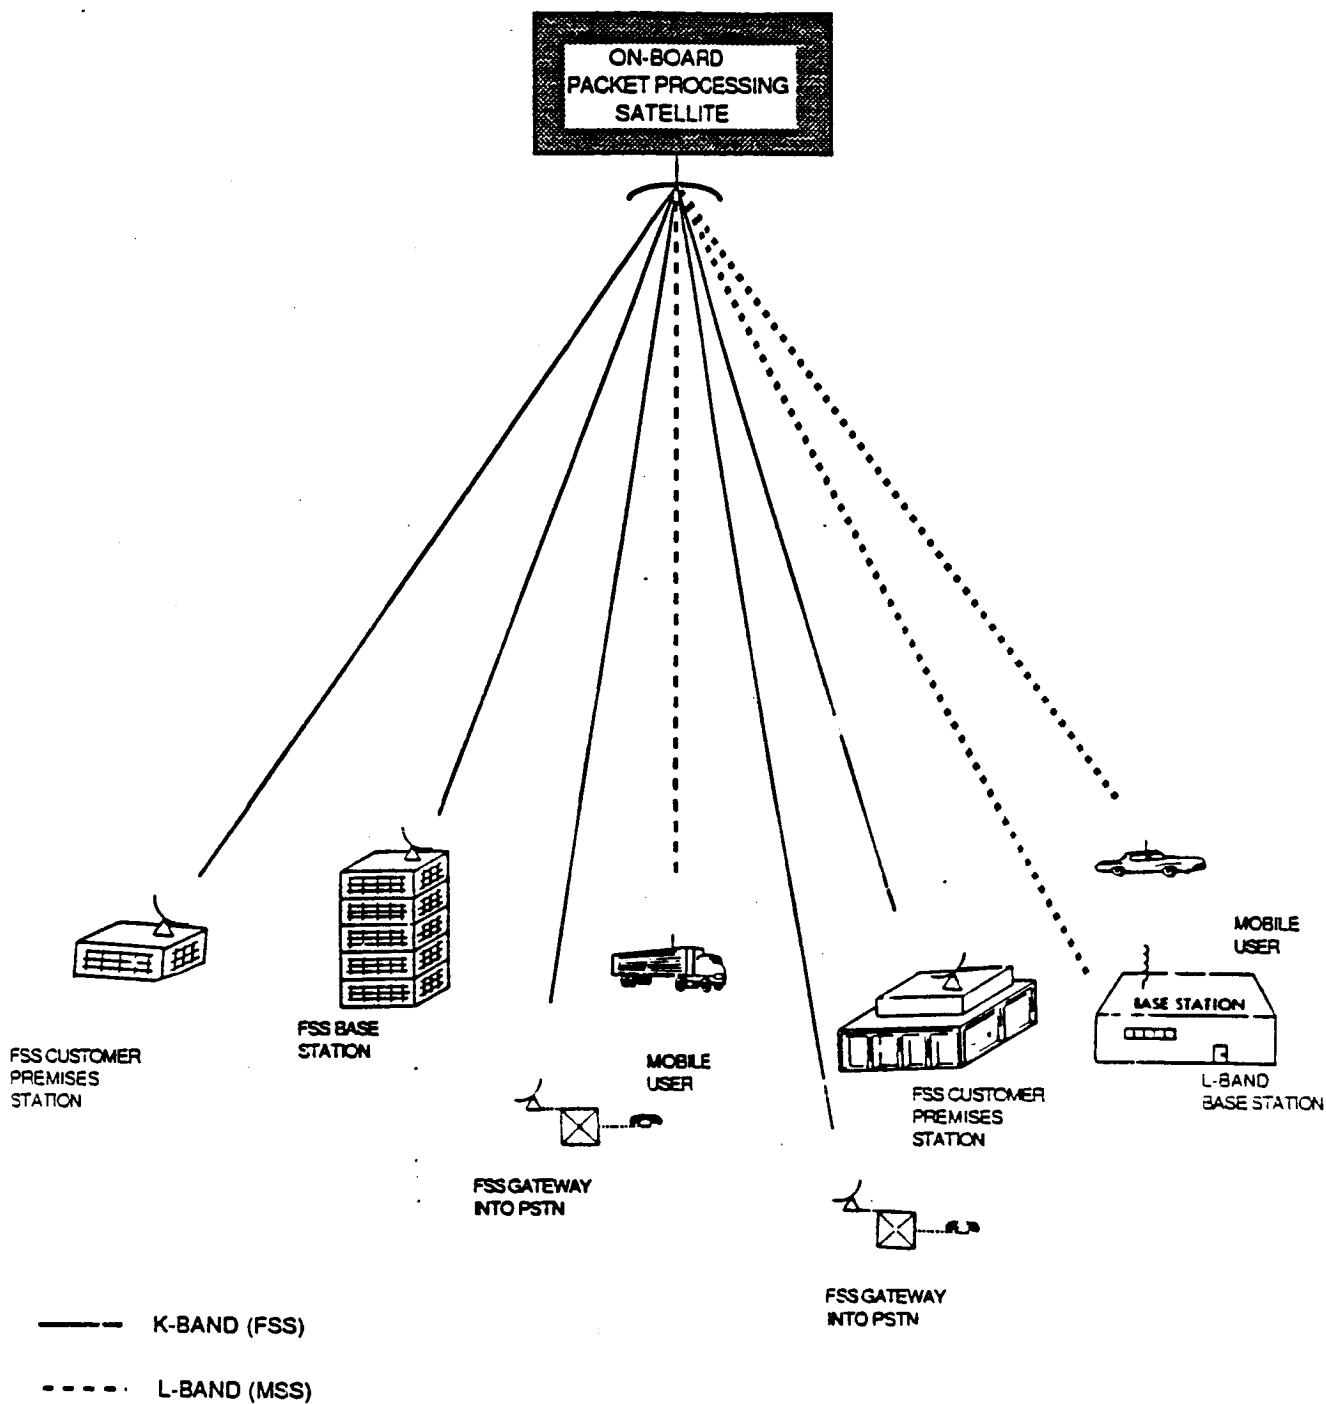 ON-BOARD
PACKET PROCESSING
SATELLITE
MOBILE
USER
BASE STATION
FSS BASE
STATION
FSS CUSTOMER
PREMISES
STATION
MOBILE
USER
L-BAND
BASE STATION
FSS CUSTOMER
PREMISES
STATION
FSS GATEWAY
INTO PSTN
FSS GATEWAY
INTO PSTN
K-BAND (FSS)
L-BAND (MSS)